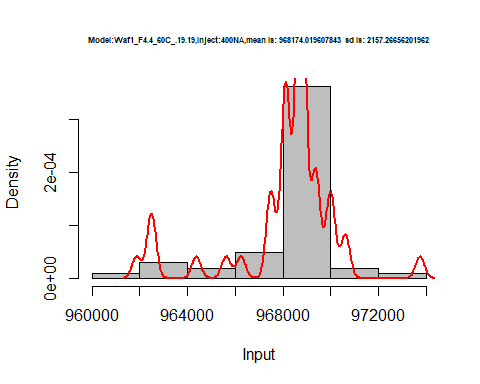 Model:Waf1_F4.4_60C_.19.19,Inject:400NA,mean is: 968174.019607843 sd is: 2157.26656201962
Density
2e-04
0e+00
960000 964000 968000 972000
Input